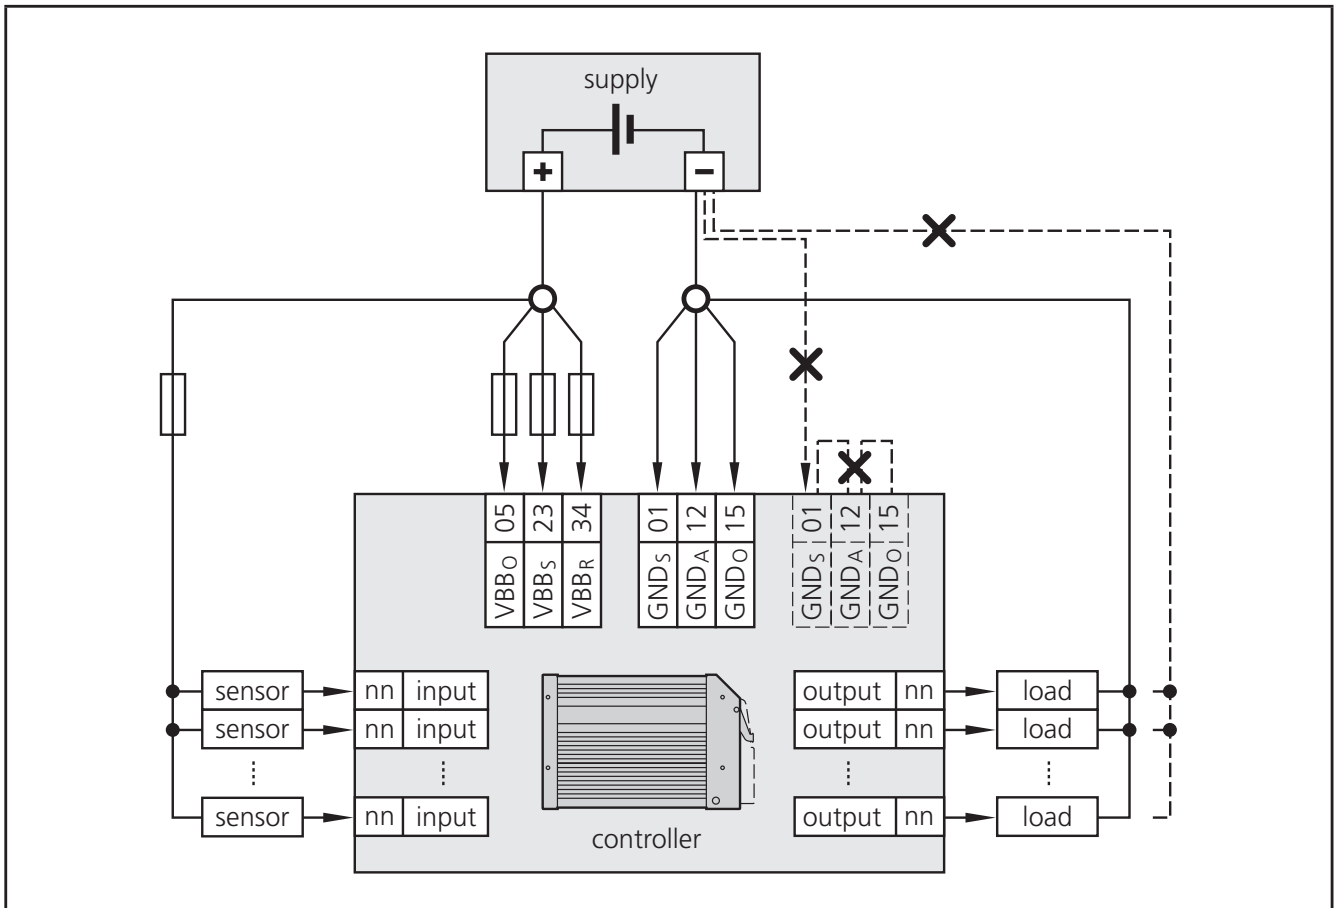 supply
+ −
05 23 34 01 12 15 01 12 15
VBBO VBBS VBBR GNDS GNDA GNDO GNDS GNDA GNDO
sensor nn input output nn load
sensor nn input output nn load
sensor nn input output nn load
controller